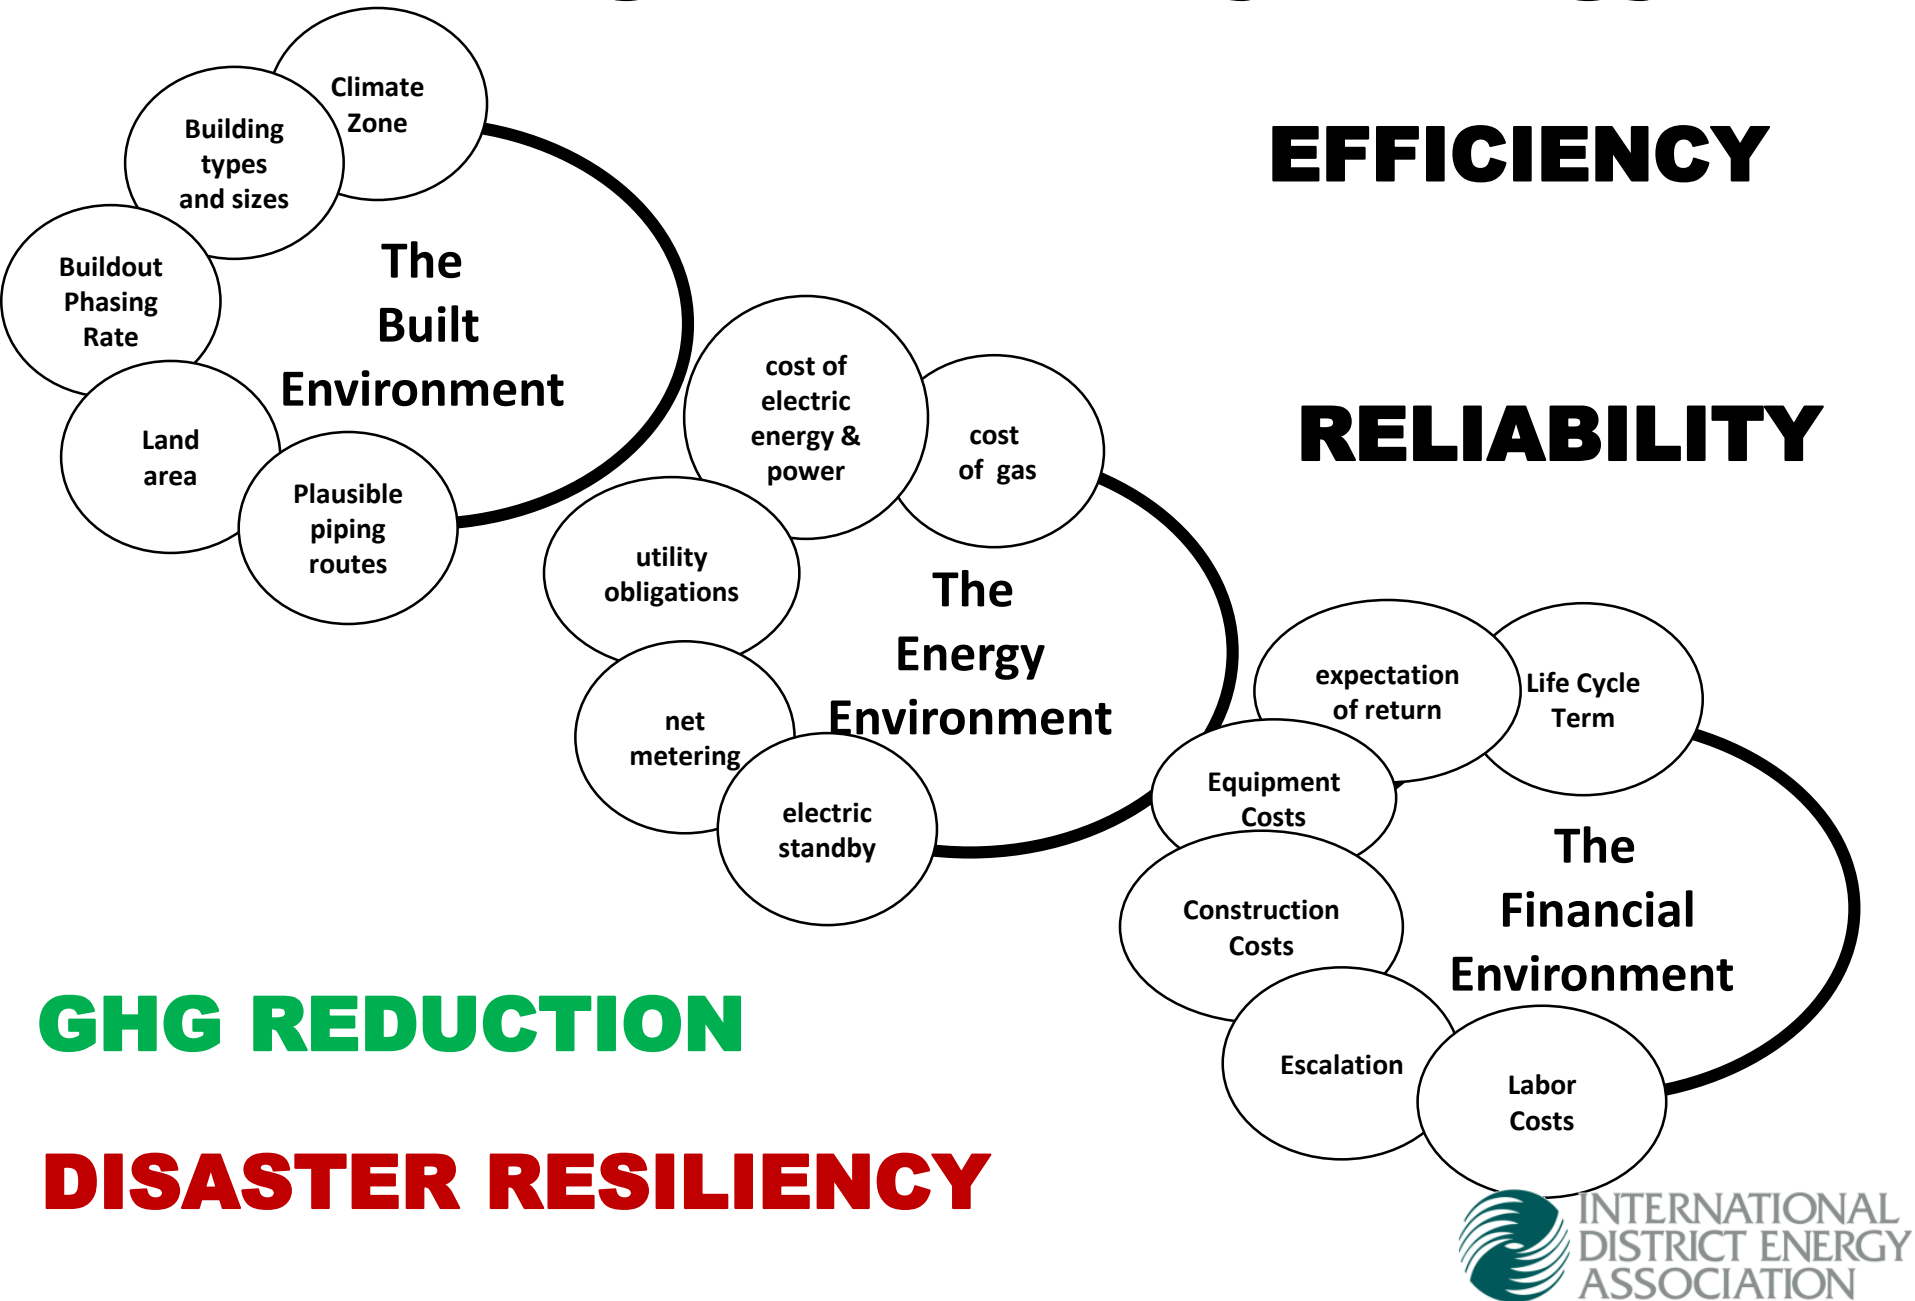 Climate
Zone
Building
types
and sizes
Buildout
Phasing
Rate
Land
area
Plausible
piping
routes
The
Built
Environment
EFFICIENCY
cost of
electric
energy &
power
cost
of gas
utility
obligations
net
metering
electric
standby
The
Energy
Environment
RELIABILITY
expectation
of return
Life Cycle
Term
Equipment
Costs
Construction
Costs
Escalation
Labor
Costs
The
Financial
Environment
GHG REDUCTION
DISASTER RESILIENCY
INTERNATIONAL
DISTRICT ENERGY
ASSOCIATION